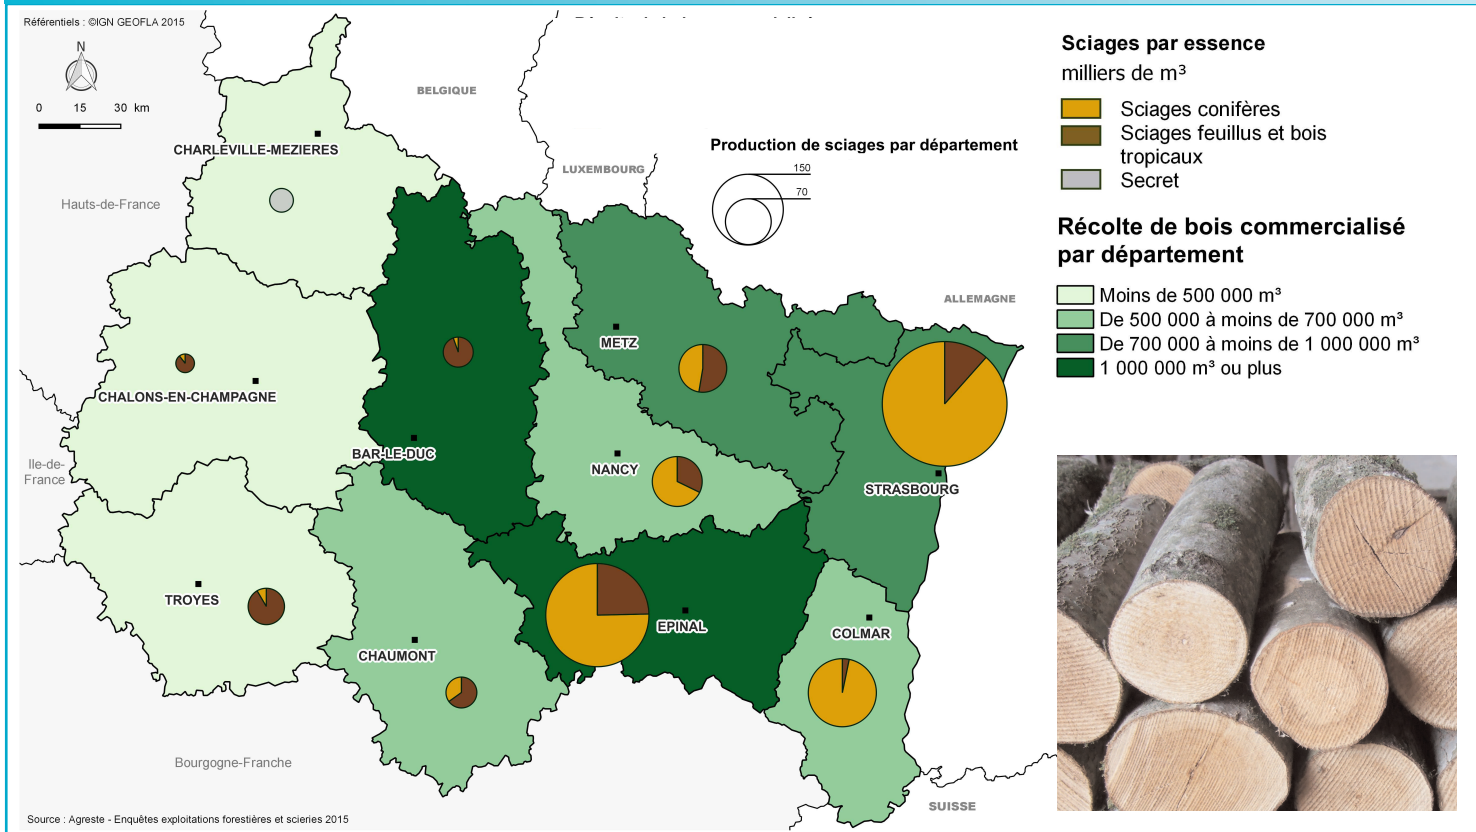 Référentiels : ©IGN GEOFLA 2015
N
0 15 30 km
BELGIQUE
CHARLEVILLE-MEZIERES
LUXEMBOURG
Hauts-de-France
Production de sciages par département
150
70
ALLEMAGNE
METZ
CHALONS-EN-CHAMPAGNE
BAR-LE-DUC
NANCY
STRASBOURG
Ile-de-
France
TROYES
EPINAL
COLMAR
CHAUMONT
Bourgogne-Franche
SUISSE
Source : Agreste - Enquêtes exploitations forestières et scieries 2015
Sciages par essence
milliers de m³
Sciages conifères
Sciages feuillus et bois
tropicaux
Secret
Récolte de bois commercialisé
par département
Moins de 500 000 m³
De 500 000 à moins de 700 000 m³
De 700 000 à moins de 1 000 000 m³
1 000 000 m³ ou plus